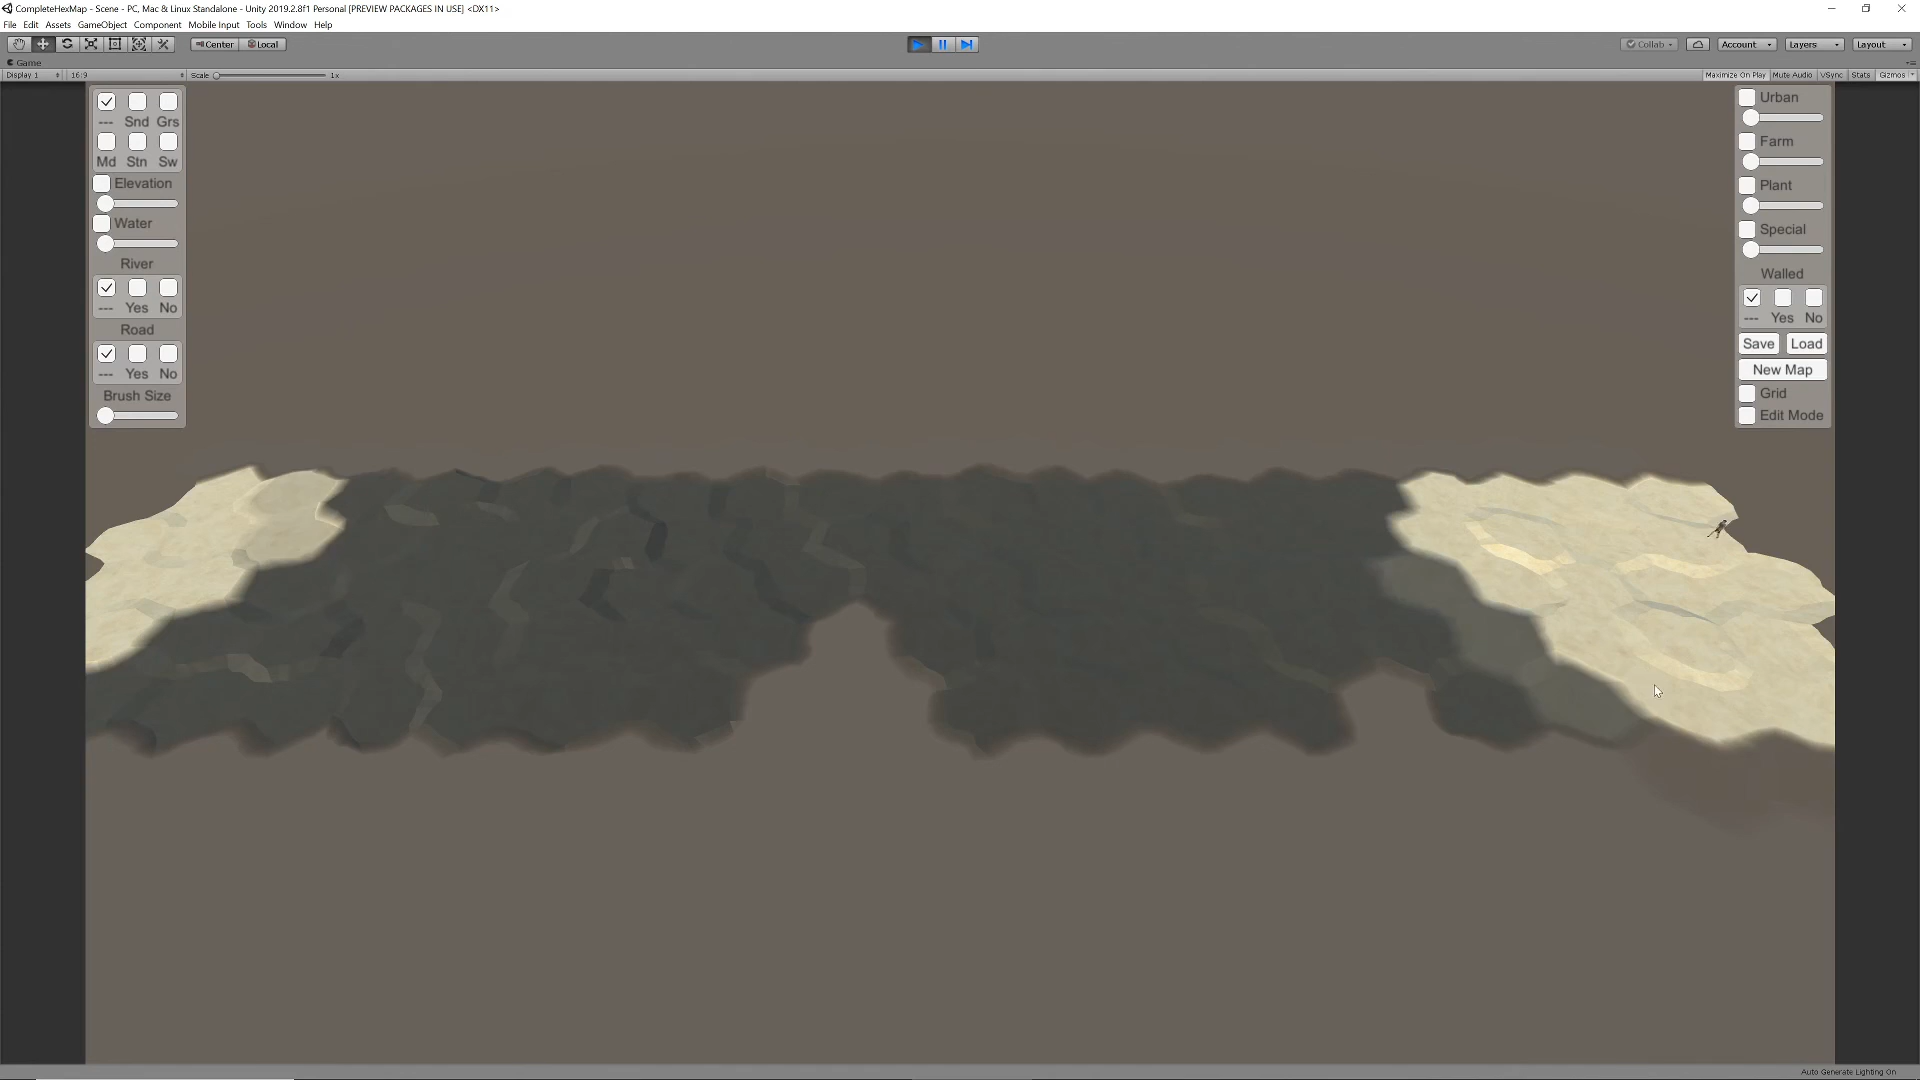 CompleteHexMap - Scene - PC, Mac & Linux Standalone - Unity 2019.2.8f1 Personal [PREVIEW PACKAGES IN USE] <DX11>
File Edit Assets GameObject Component Mobile Input Tools Window Help
Center Local Collab Account Layers Layout
Game
Display 1 16:9 Scale 1x Maximize On Play Mute Audio VSync Stats Gizmos
--- Snd Grs
Md Stn Sw
Elevation
Water
River
--- Yes No
Road
--- Yes No
Brush Size
Urban
Farm
Plant
Special
Walled
--- Yes No
Save Load
New Map
Grid
Edit Mode
Auto Generate Lighting On